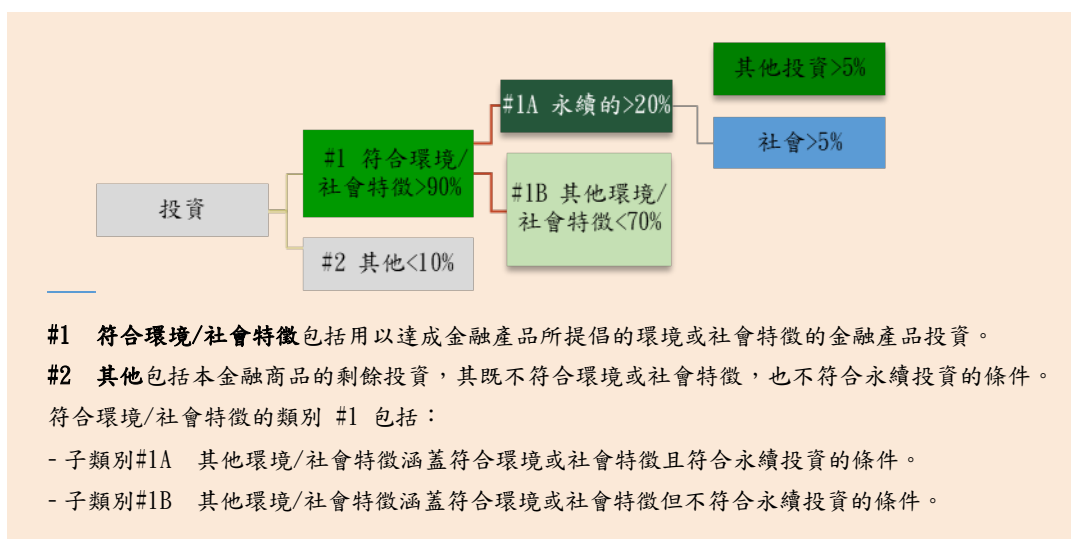 其他投資>5%
#1A 永續的>20%
社會>5%
#1 符合環境/
社會特徵>90%
#1B 其他環境/
社會特徵<70%
投資
#2 其他<10%
#1 符合環境/社會特徵包括用以達成金融產品所提倡的環境或社會特徵的金融產品投資。
#2 其他包括本金融商品的剩餘投資，其既不符合環境或社會特徵，也不符合永續投資的條件。
符合環境/社會特徵的類別 #1 包括：
- 子類別#1A 其他環境/社會特徵涵蓋符合環境或社會特徵且符合永續投資的條件。
- 子類別#1B 其他環境/社會特徵涵蓋符合環境或社會特徵但不符合永續投資的條件。